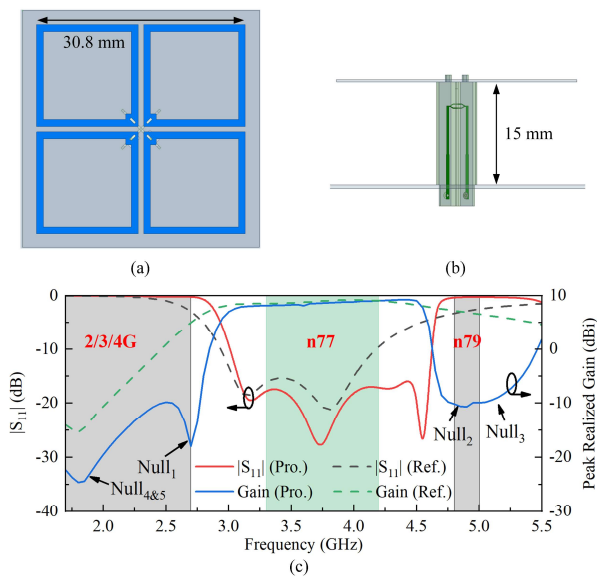 30.8 mm
15 mm
(a)
(b)
0
-10
-20
-30
-40
|S₁₁| (dB)
10
0
-10
-20
-30
Peak Realized Gain (dBi)
2/3/4G
n77
n79
Null₁
Null₂
Null₃
Null₄&₅
|S₁₁| (Pro.)
|S₁₁| (Ref.)
Gain (Pro.)
Gain (Ref.)
2.0 2.5 3.0 3.5 4.0 4.5 5.0 5.5
Frequency (GHz)
(c)